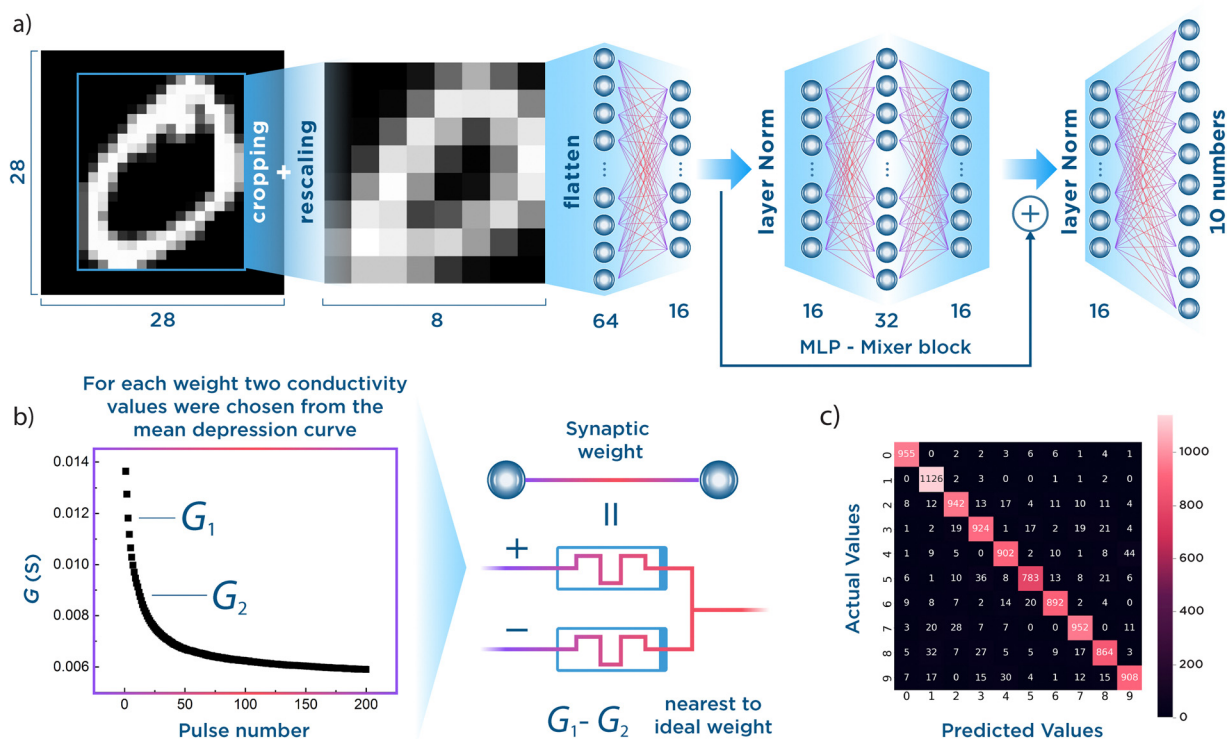 a)
28
28
cropping
+
rescaling
8
flatten
64
16
layer Norm
16
32
16
MLP - Mixer block
+
layer Norm
16
10 numbers
b)
For each weight two conductivity
values were chosen from the
mean depression curve
G (S)
0.014
0.012
0.010
0.008
0.006
G1
G2
0 50 100 150 200
Pulse number
Synaptic
weight
=
+
−
G1- G2
nearest to
ideal weight
c)
Actual Values
0 955 0 2 2 3 6 6 1 4 1
1 0 1126 2 3 0 0 1 1 2 0
2 8 12 942 13 17 4 11 10 11 4
3 1 2 19 924 1 17 2 19 21 4
4 1 9 5 0 902 2 10 1 8 44
5 6 1 10 36 8 783 13 8 21 6
6 9 8 7 2 14 20 892 2 4 0
7 3 20 28 7 7 0 0 952 0 11
8 5 32 7 27 5 5 9 17 864 3
9 7 17 0 15 30 4 1 12 15 908
0 1 2 3 4 5 6 7 8 9
Predicted Values
1000
800
600
400
200
0